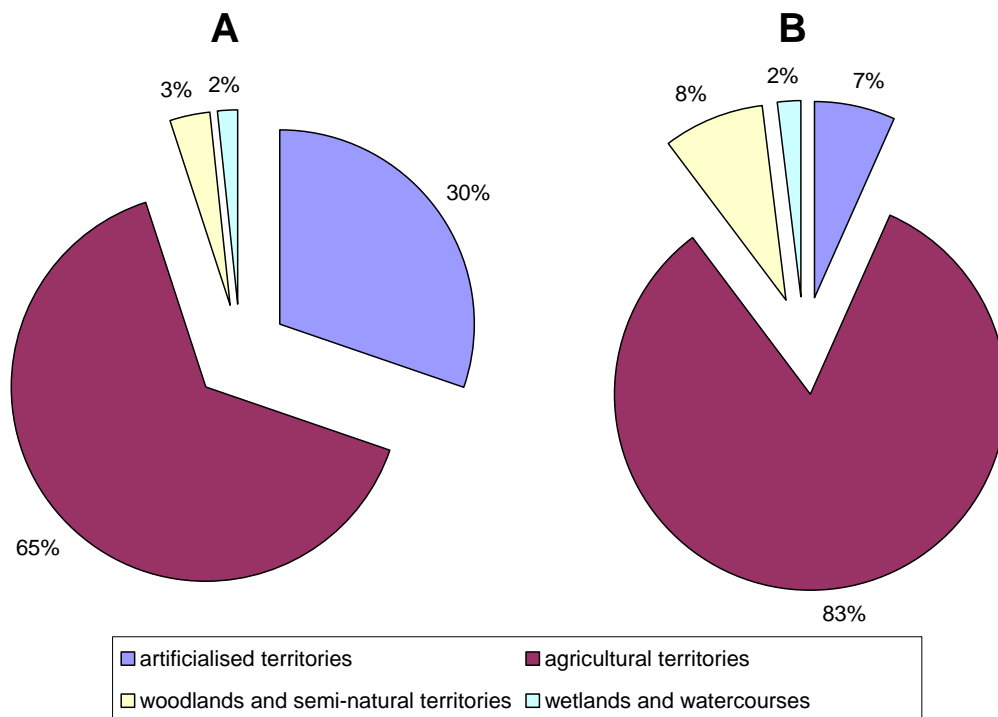 A
B
3%
2%
30%
65%
8%
2%
7%
83%
artificialised territories
agricultural territories
woodlands and semi-natural territories
wetlands and watercourses